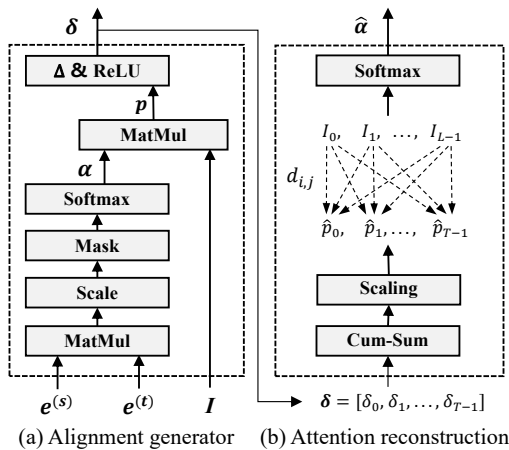 δ
Δ & ReLU
p
MatMul
α
Softmax
Mask
Scale
MatMul
e^(s) e^(t) I
(a) Alignment generator
α̂
Softmax
I_0, I_1, ..., I_{L-1}
d_{i,j}
p̂_0, p̂_1, ..., p̂_{T-1}
Scaling
Cum-Sum
δ = [δ_0, δ_1, ..., δ_{T-1}]
(b) Attention reconstruction